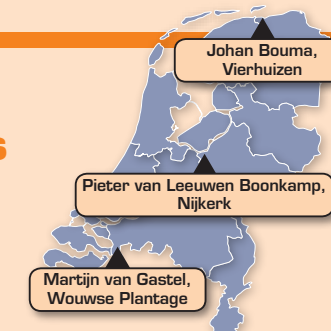 s
Johan Bouma,
Vierhuizen
Pieter van Leeuwen Boonkamp,
Nijkerk
Martijn van Gastel,
Wouwse Plantage